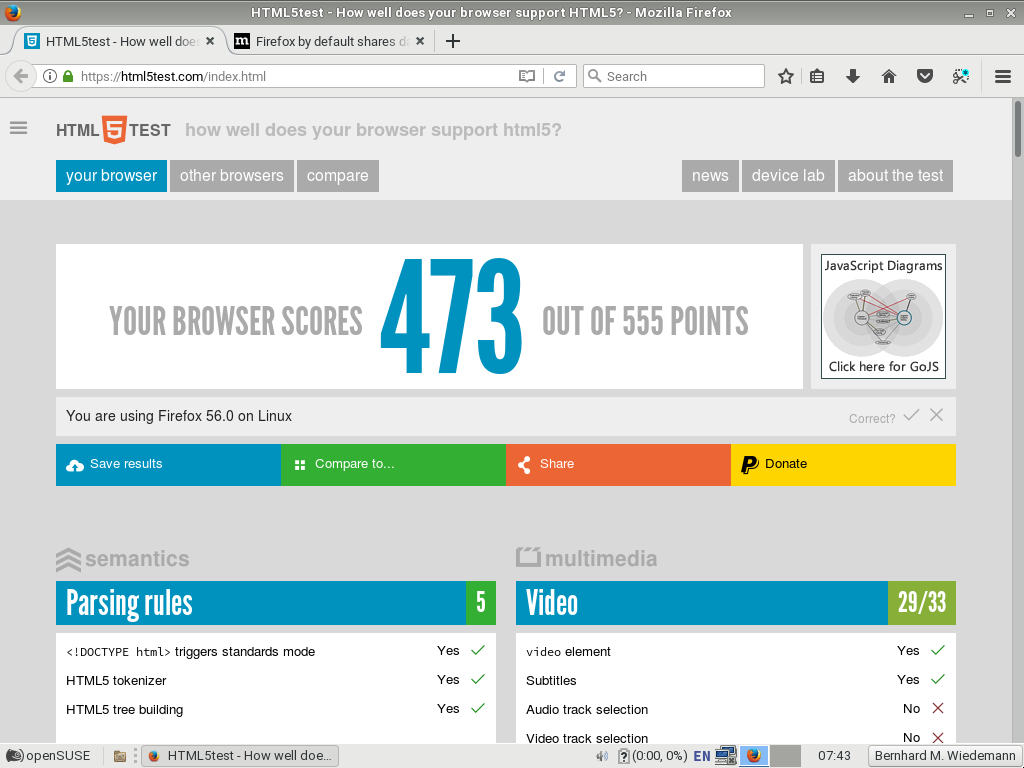 HTML5test - How well does your browser support HTML5? - Mozilla Firefox
HTML5test - How well doe
Firefox by default shares da
https://html5test.com/index.html
Search
HTML 5 TEST how well does your browser support html5?
your browser other browsers compare news device lab about the test
YOUR BROWSER SCORES 473 OUT OF 555 POINTS
JavaScript Diagrams
Click here for GoJS
You are using Firefox 56.0 on Linux Correct?
Save results Compare to... Share Donate
semantics
Parsing rules 5
<!DOCTYPE html> triggers standards mode Yes
HTML5 tokenizer Yes
HTML5 tree building Yes
multimedia
Video 29/33
video element Yes
Subtitles Yes
Audio track selection No
Video track selection No
openSUSE HTML5test - How well doe... (0:00, 0%) EN 07:43 Bernhard M. Wiedemann